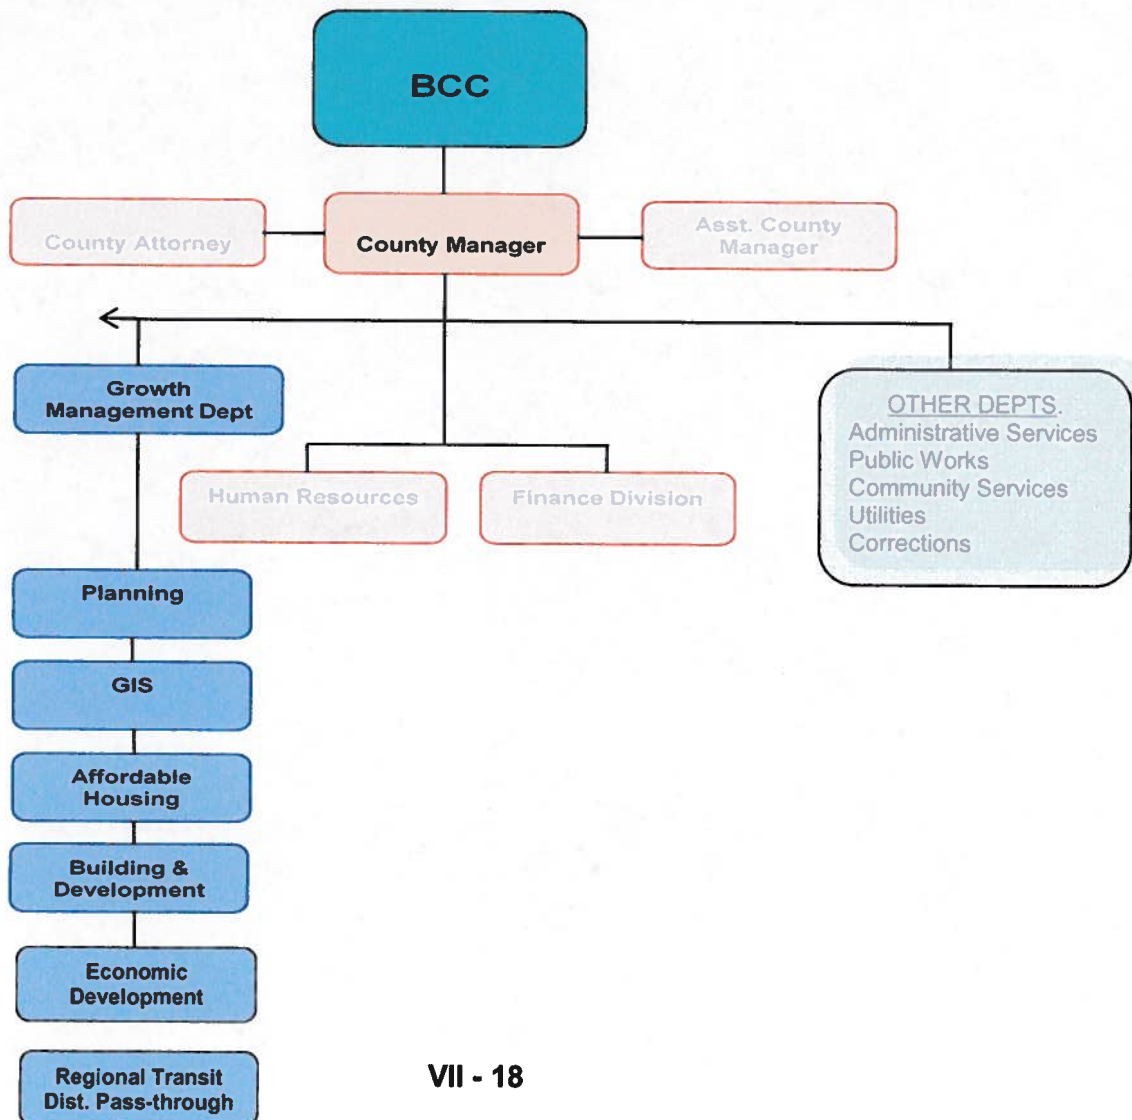 BCC
County Attorney
County Manager
Asst. County
Manager
Growth
Management Dept
OTHER DEPTS.
Administrative Services
Public Works
Community Services
Utilities
Corrections
Human Resources
Finance Division
Planning
GIS
Affordable
Housing
Building &
Development
Economic
Development
Regional Transit
Dist. Pass-through
VII - 18